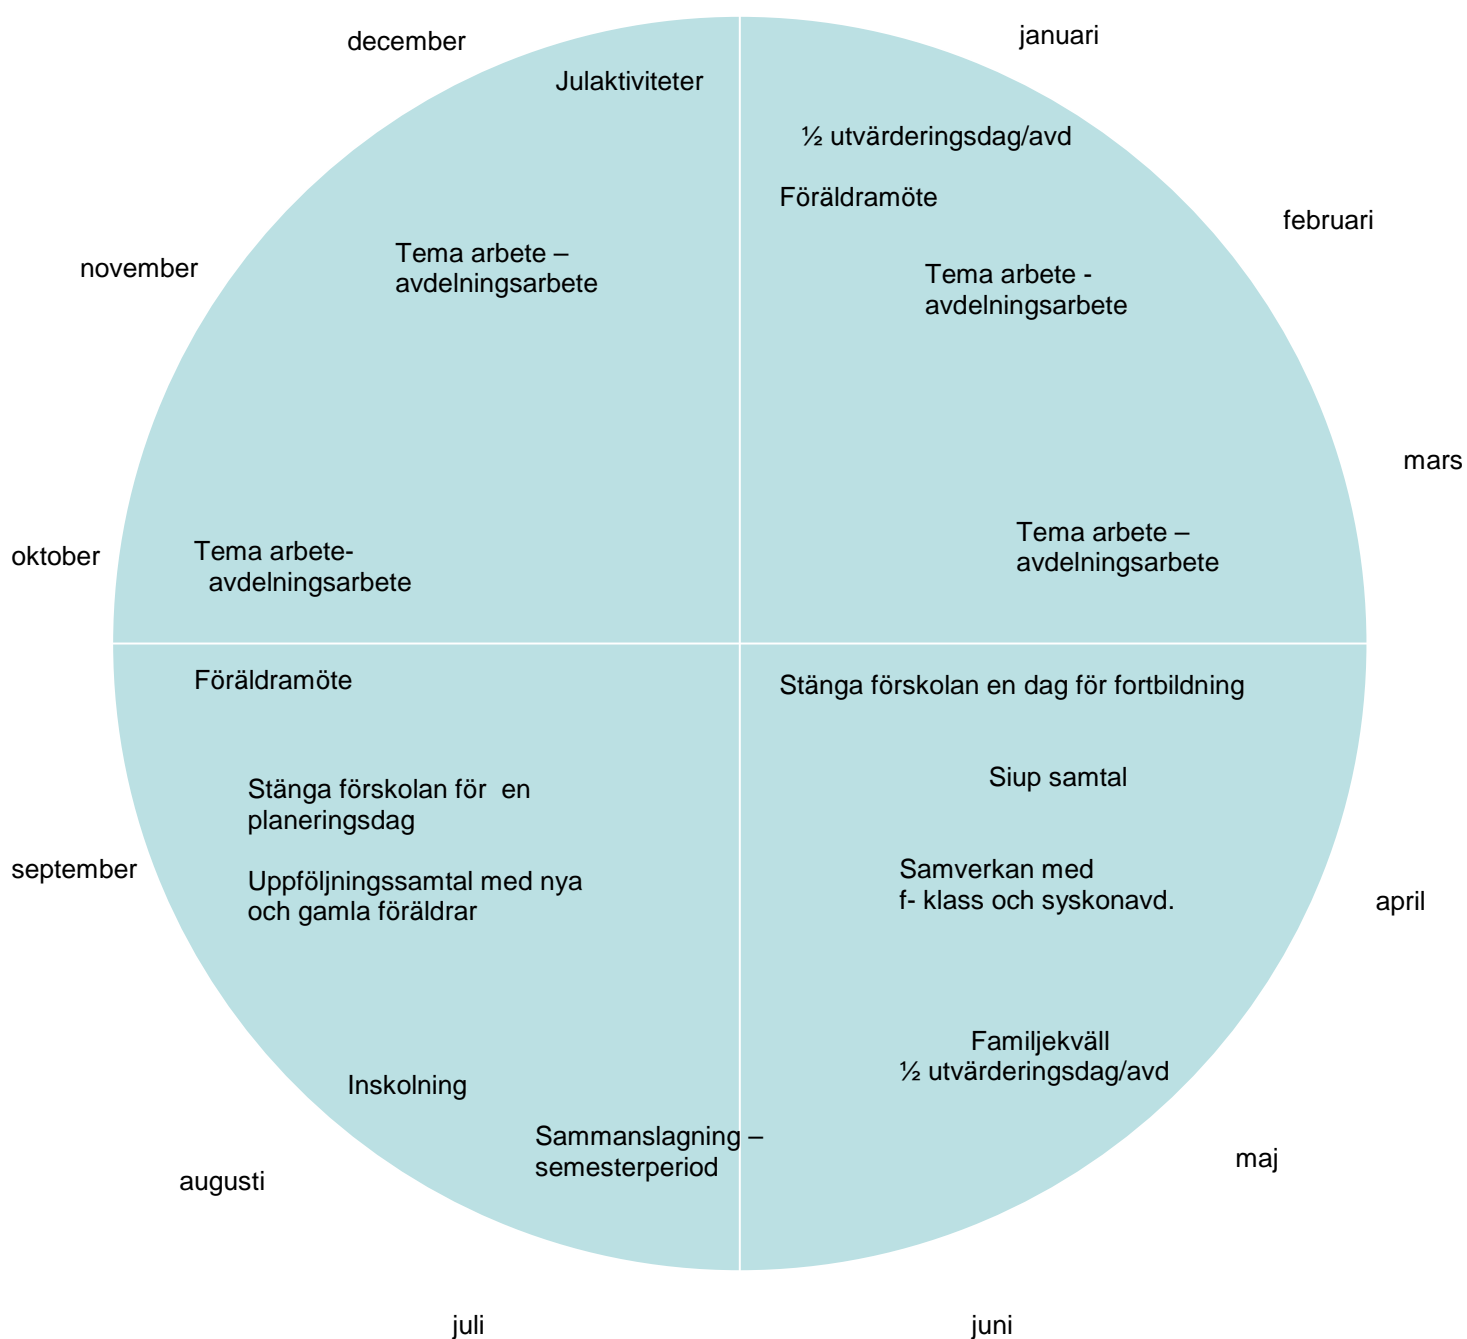 december
januari
Julaktiviteter
½ utvärderingsdag/avd
Föräldramöte
februari
november
Tema arbete –
avdelningsarbete
Tema arbete -
avdelningsarbete
mars
oktober
Tema arbete-
avdelningsarbete
Tema arbete –
avdelningsarbete
Föräldramöte
Stänga förskolan en dag för fortbildning
Stänga förskolan för  en
planeringsdag
Siup samtal
september
Uppföljningssamtal med nya
och gamla föräldrar
Samverkan med
f- klass och syskonavd.
april
Familjekväll
½ utvärderingsdag/avd
Inskolning
Sammanslagning –
semesterperiod
maj
augusti
juli
juni